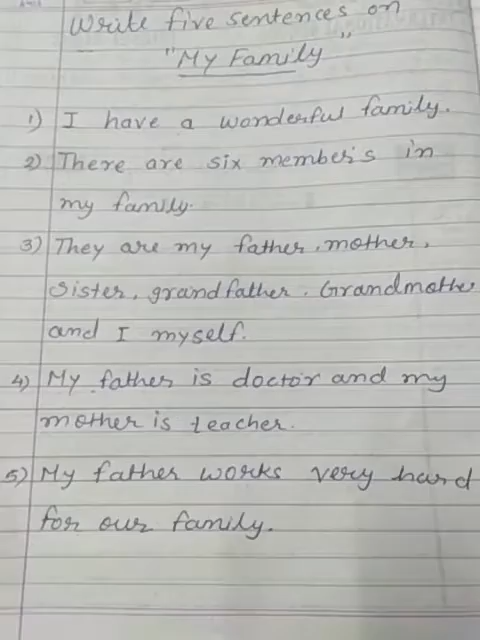 Write five sentences on
"My Family"
1) I have a wonderful family.
2) There are six member's in
my family.
3) They are my father, mother,
sister, grandfather, Grandmother
and I myself.
4) My father is doctor and my
mother is teacher.
5) My father works very hard
for our family.